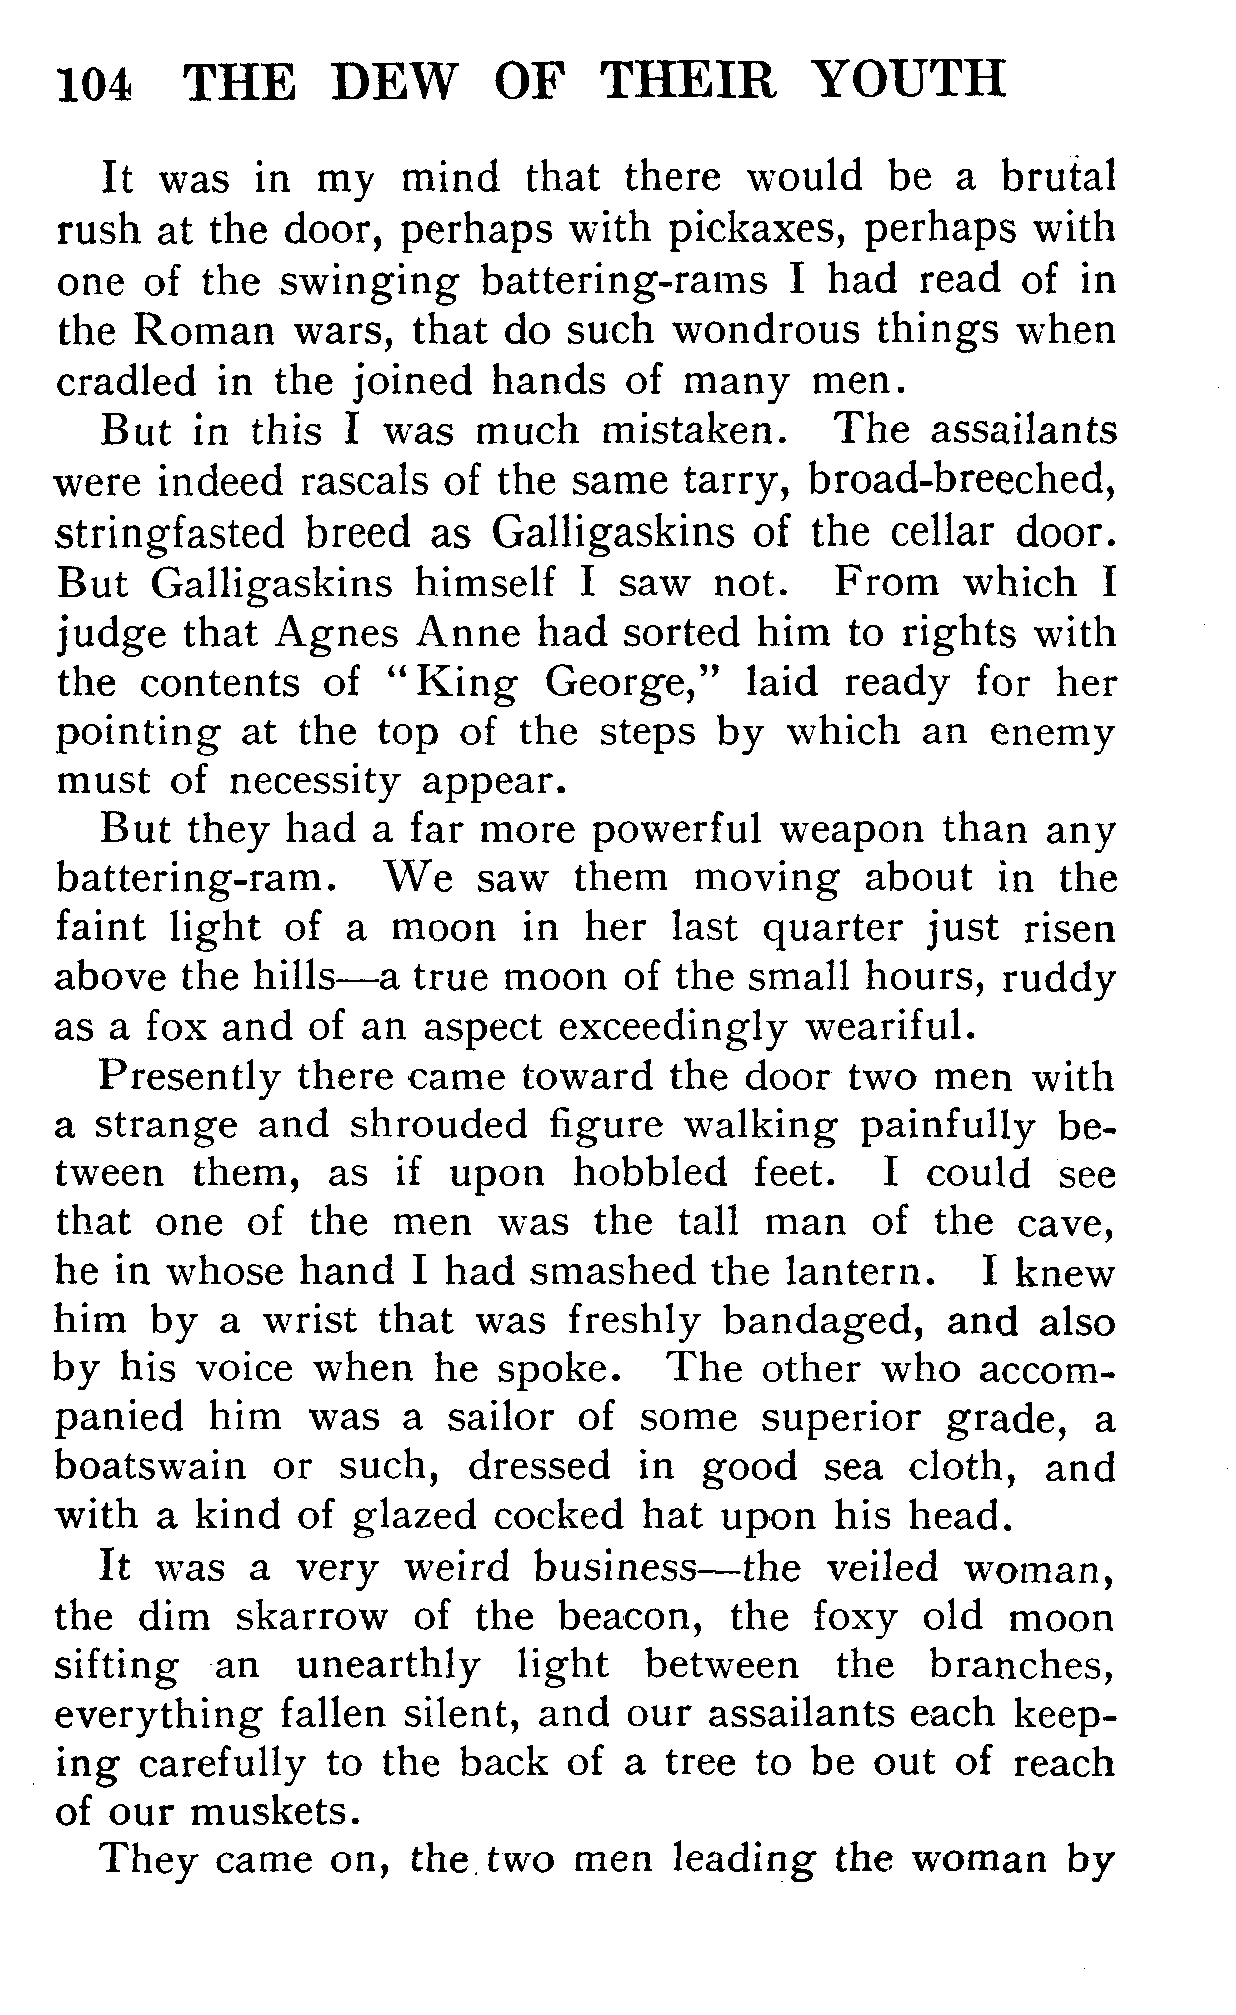 104 THE DEW OF THEIR YOUTH
It was in my mind that there would be a brutal
rush at the door, perhaps with pickaxes, perhaps with
one of the swinging battering-rams I had read of in
the Roman wars, that do such wondrous things when
cradled in the joined hands of many men.
But in this I was much mistaken. The assailants
were indeed rascals of the same tarry, broad-breeched,
stringfasted breed as Galligaskins of the cellar door.
But Galligaskins himself I saw not. From which I
judge that Agnes Anne had sorted him to rights with
the contents of “King George,” laid ready for her
pointing at the top of the steps by which an enemy
must of necessity appear.
But they had a far more powerful weapon than any
battering-ram. We saw them moving about in the
faint light of a moon in her last quarter just risen
above the hills—a true moon of the small hours, ruddy
as a fox and of an aspect exceedingly weariful.
Presently there came toward the door two men with
a strange and shrouded figure walking painfully be-
tween them, as if upon hobbled feet. I could see
that one of the men was the tall man of the cave,
he in whose hand I had smashed the lantern. I knew
him by a wrist that was freshly bandaged, and also
by his voice when he spoke. The other who accom-
panied him was a sailor of some superior grade, a
boatswain or such, dressed in good sea cloth, and
with a kind of glazed cocked hat upon his head.
It was a very weird business—the veiled woman,
the dim skarrow of the beacon, the foxy old moon
sifting an unearthly light between the branches,
everything fallen silent, and our assailants each keep-
ing carefully to the back of a tree to be out of reach
of our muskets.
They came on, the two men leading the woman by